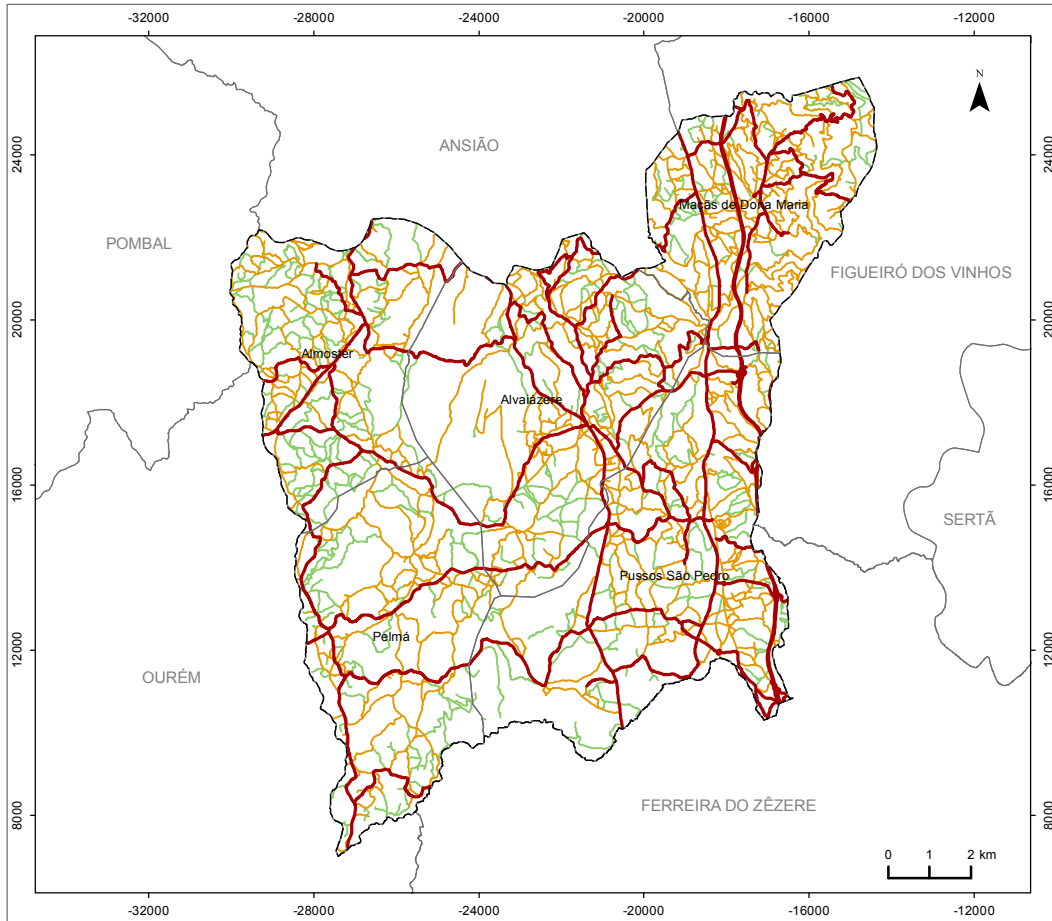 -32000 -28000 -24000 -20000 -16000 -12000
N
24000 ANSIÃO 24000
Maçãs de Dona Maria
POMBAL
FIGUEIRÓ DOS VINHOS
20000 20000
Almoster
Alvaiázere
16000 16000
SERTÃ
Pussos São Pedro
Pelmá
12000 12000
OURÉM
FERREIRA DO ZÊZERE
8000 8000
0 1 2 km
-32000 -28000 -24000 -20000 -16000 -12000